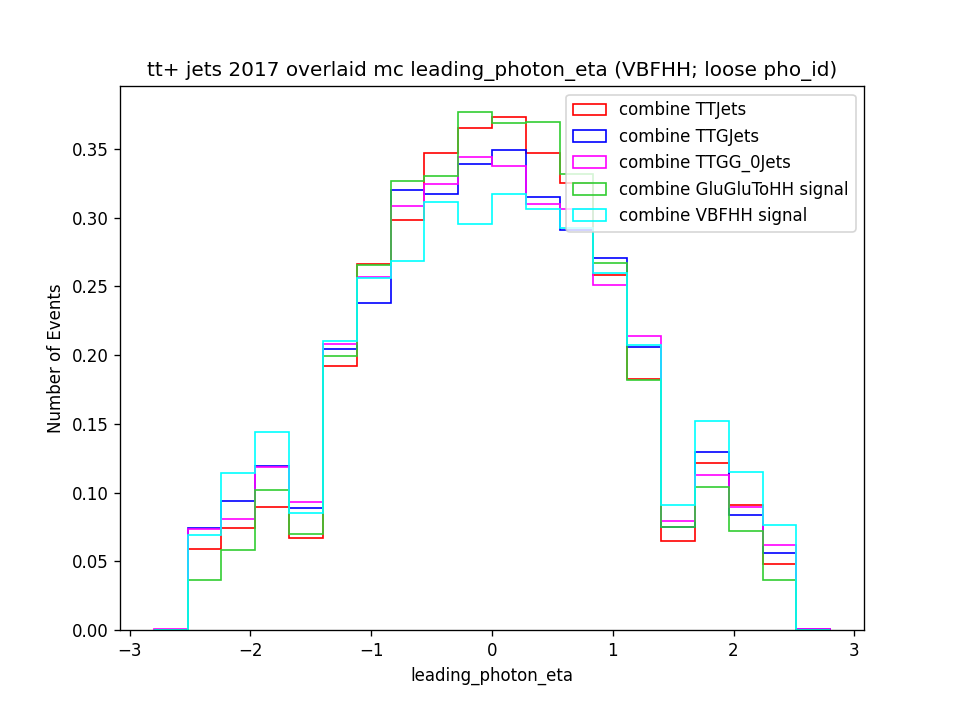 tt+ jets 2017 overlaid mc leading_photon_eta (VBFHH; loose pho_id)
combine TTJets
combine TTGJets
combine TTGG_0Jets
combine GluGluToHH signal
combine VBFHH signal
0.35
0.30
0.25
0.20
0.15
0.10
0.05
0.00
Number of Events
−3
−2
−1
0
1
2
3
leading_photon_eta